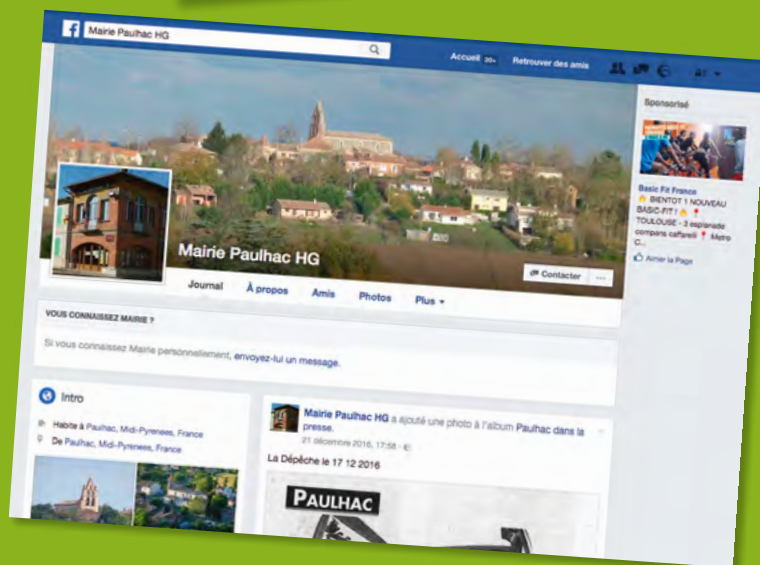 Mairie Paulhac HG
Accueil 20+
Retrouver des amis
Mairie Paulhac HG
Contacter ...
Journal
À propos
Amis
Photos
Plus
VOUS CONNAISSEZ MAIRIE ?
Si vous connaissez Mairie personnellement, envoyez-lui un message.
Intro
Habite à Paulhac, Midi-Pyrenees, France
De Paulhac, Midi-Pyrenees, France
Mairie Paulhac HG a ajouté une photo à l'album Paulhac dans la
presse.
21 décembre 2016, 17:58
La Dépêche le 17 12 2016
PAULHAC
Sponsorisé
Basic Fit France
BIENTOT 1 NOUVEAU
BASIC-FIT !
TOULOUSE - 3 esplanade
compans caffarelli Metro
C...
Aimer la Page